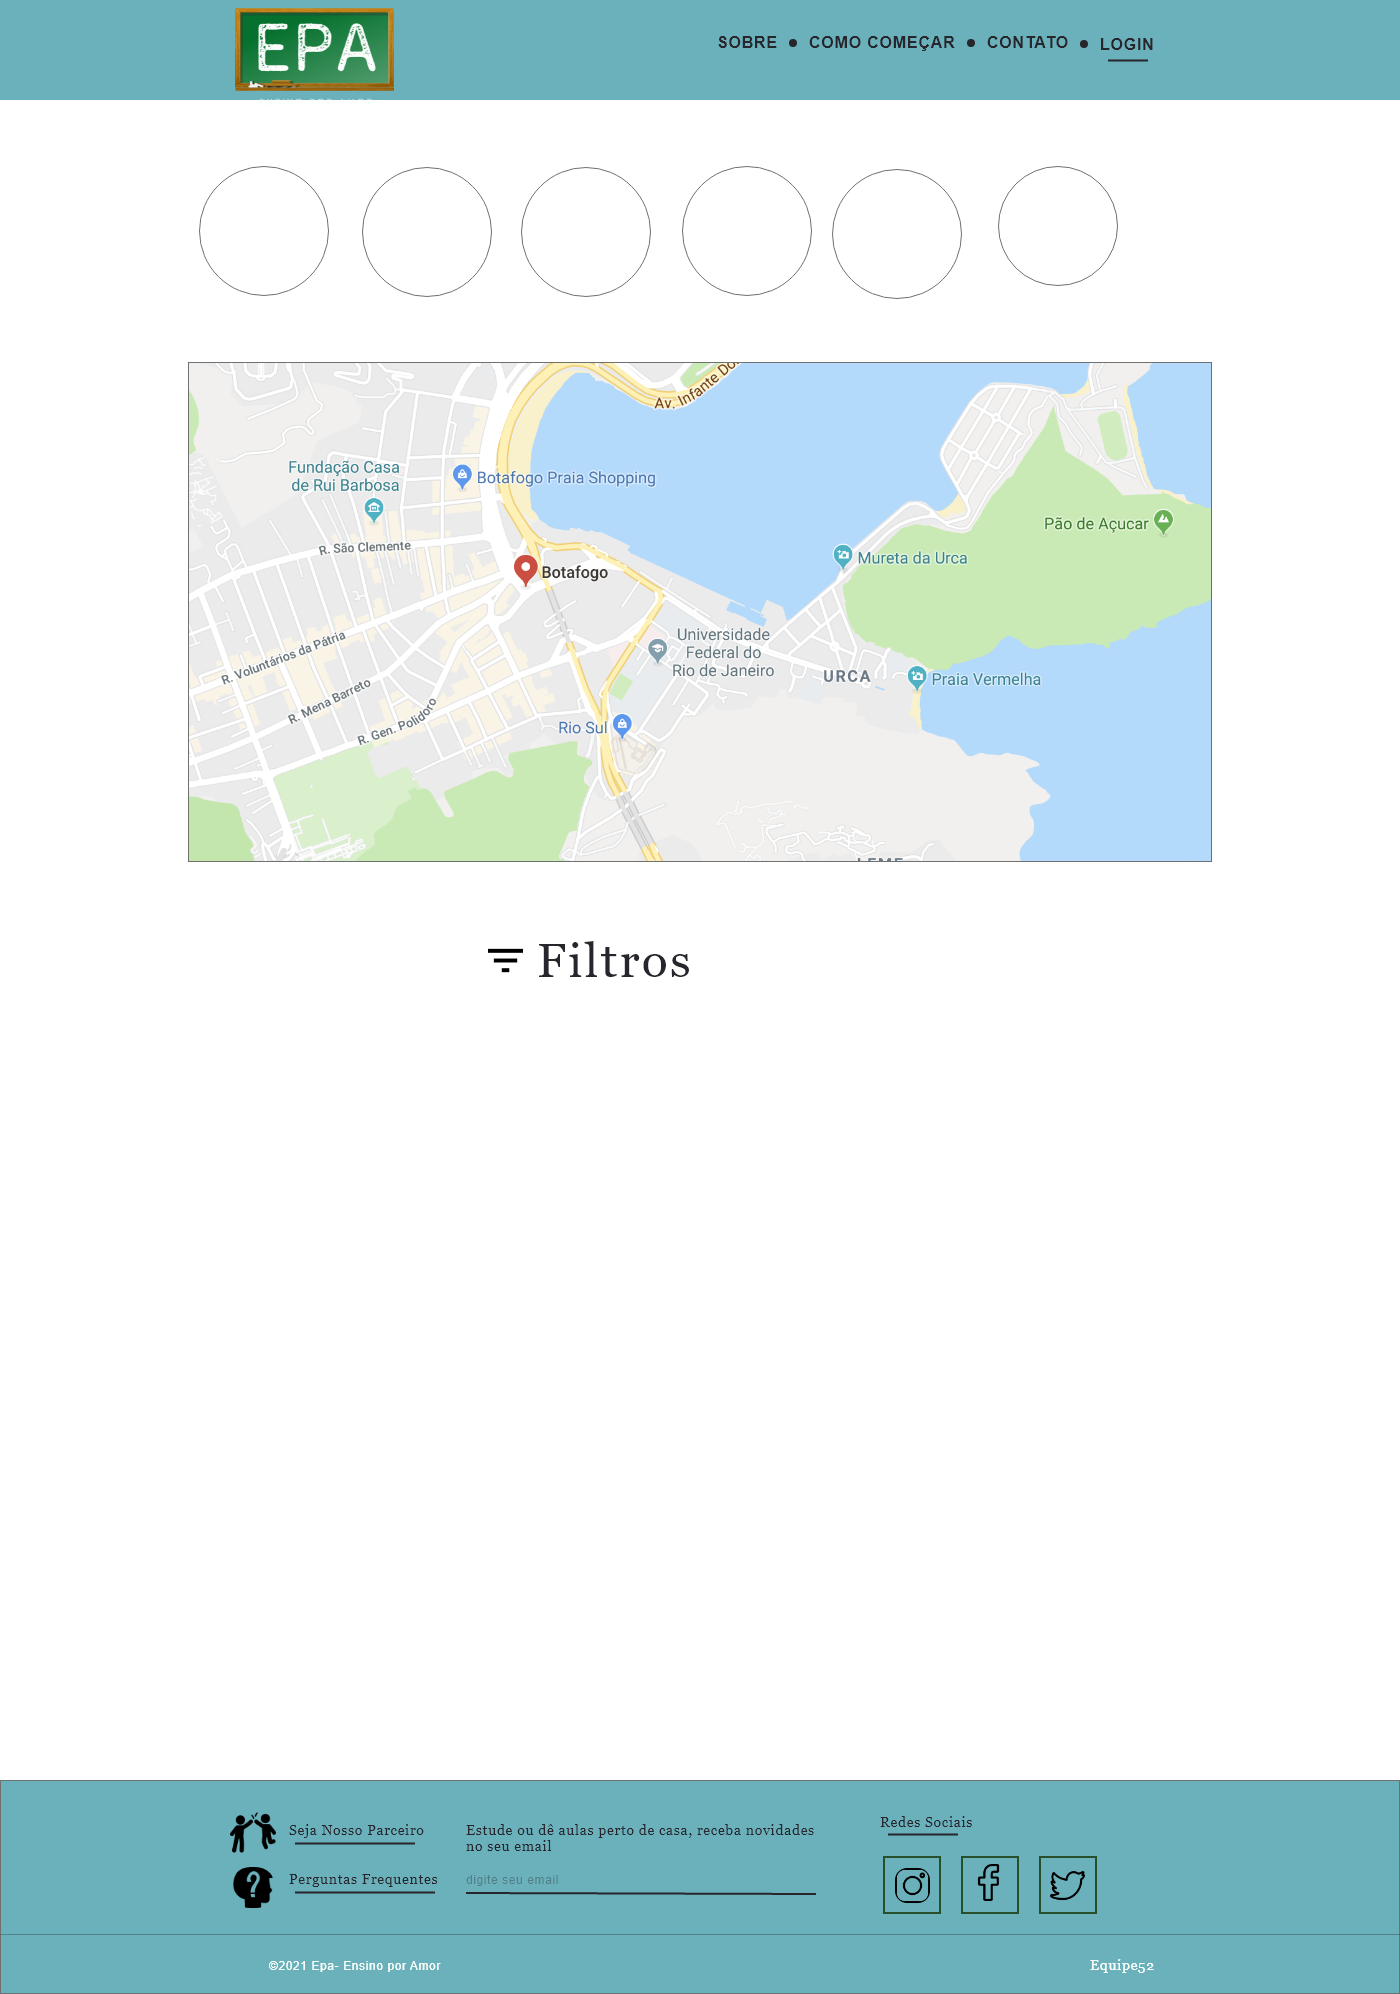 EPA
SOBRE • COMO COMEÇAR • CONTATO • LOGIN
Av. Infante
Fundação Casa
de Rui Barbosa
Botafogo Praia Shopping
Pão de Açucar
R. São Clemente
Mureta da Urca
Botafogo
Universidade
Federal do
Rio de Janeiro
R. Voluntários da Pátria
URCA
Praia Vermelha
R. Mena Barreto
R. Gen. Polidoro
Rio Sul
LEME
Filtros
Seja Nosso Parceiro
Perguntas Frequentes
Estude ou dê aulas perto de casa, receba novidades
no seu email
digite seu email
Redes Sociais
©2021 Epa- Ensino por Amor
Equipe52